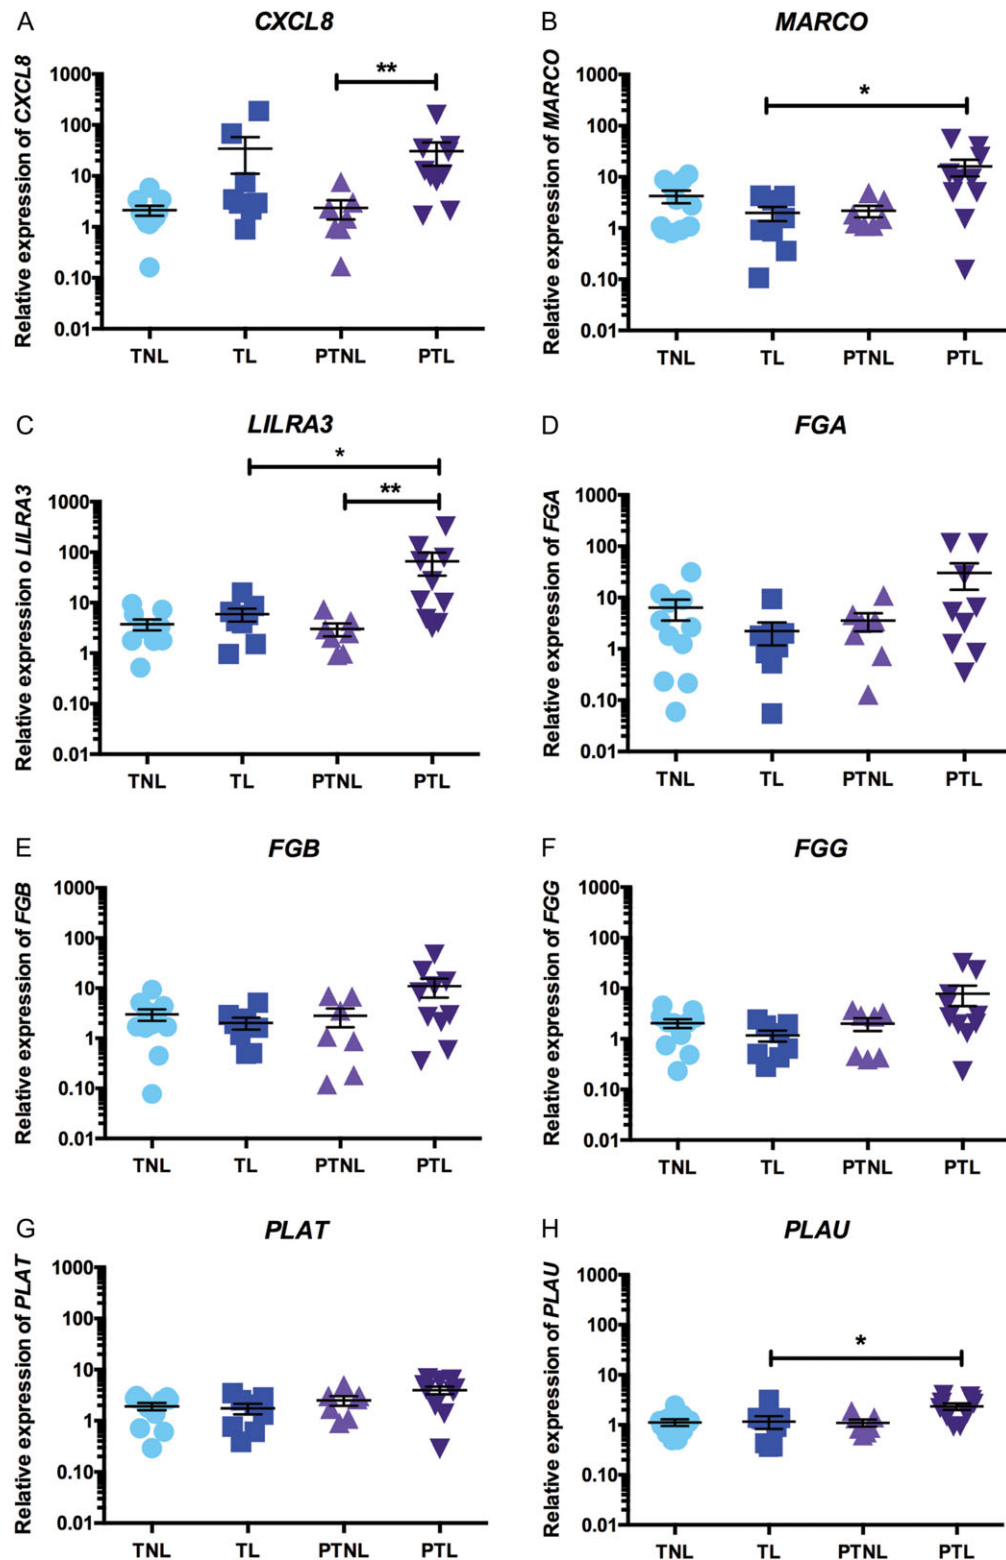 A
CXCL8
Relative expression of CXCL8
1000
100
10
1
0.10
0.01
**
TNL TL PTNL PTL
B
MARCO
Relative expression of MARCO
1000
100
10
1
0.10
0.01
*
TNL TL PTNL PTL
C
LILRA3
Relative expression o LILRA3
1000
100
10
1
0.10
0.01
*
**
TNL TL PTNL PTL
D
FGA
Relative expression of FGA
1000
100
10
1
0.10
0.01
TNL TL PTNL PTL
E
FGB
Relative expression of FGB
1000
100
10
1
0.10
0.01
TNL TL PTNL PTL
F
FGG
Relative expression of FGG
1000
100
10
1
0.10
0.01
TNL TL PTNL PTL
G
PLAT
Relative expression of PLAT
1000
100
10
1
0.10
0.01
TNL TL PTNL PTL
H
PLAU
Relative expression of PLAU
1000
100
10
1
0.10
0.01
*
TNL TL PTNL PTL